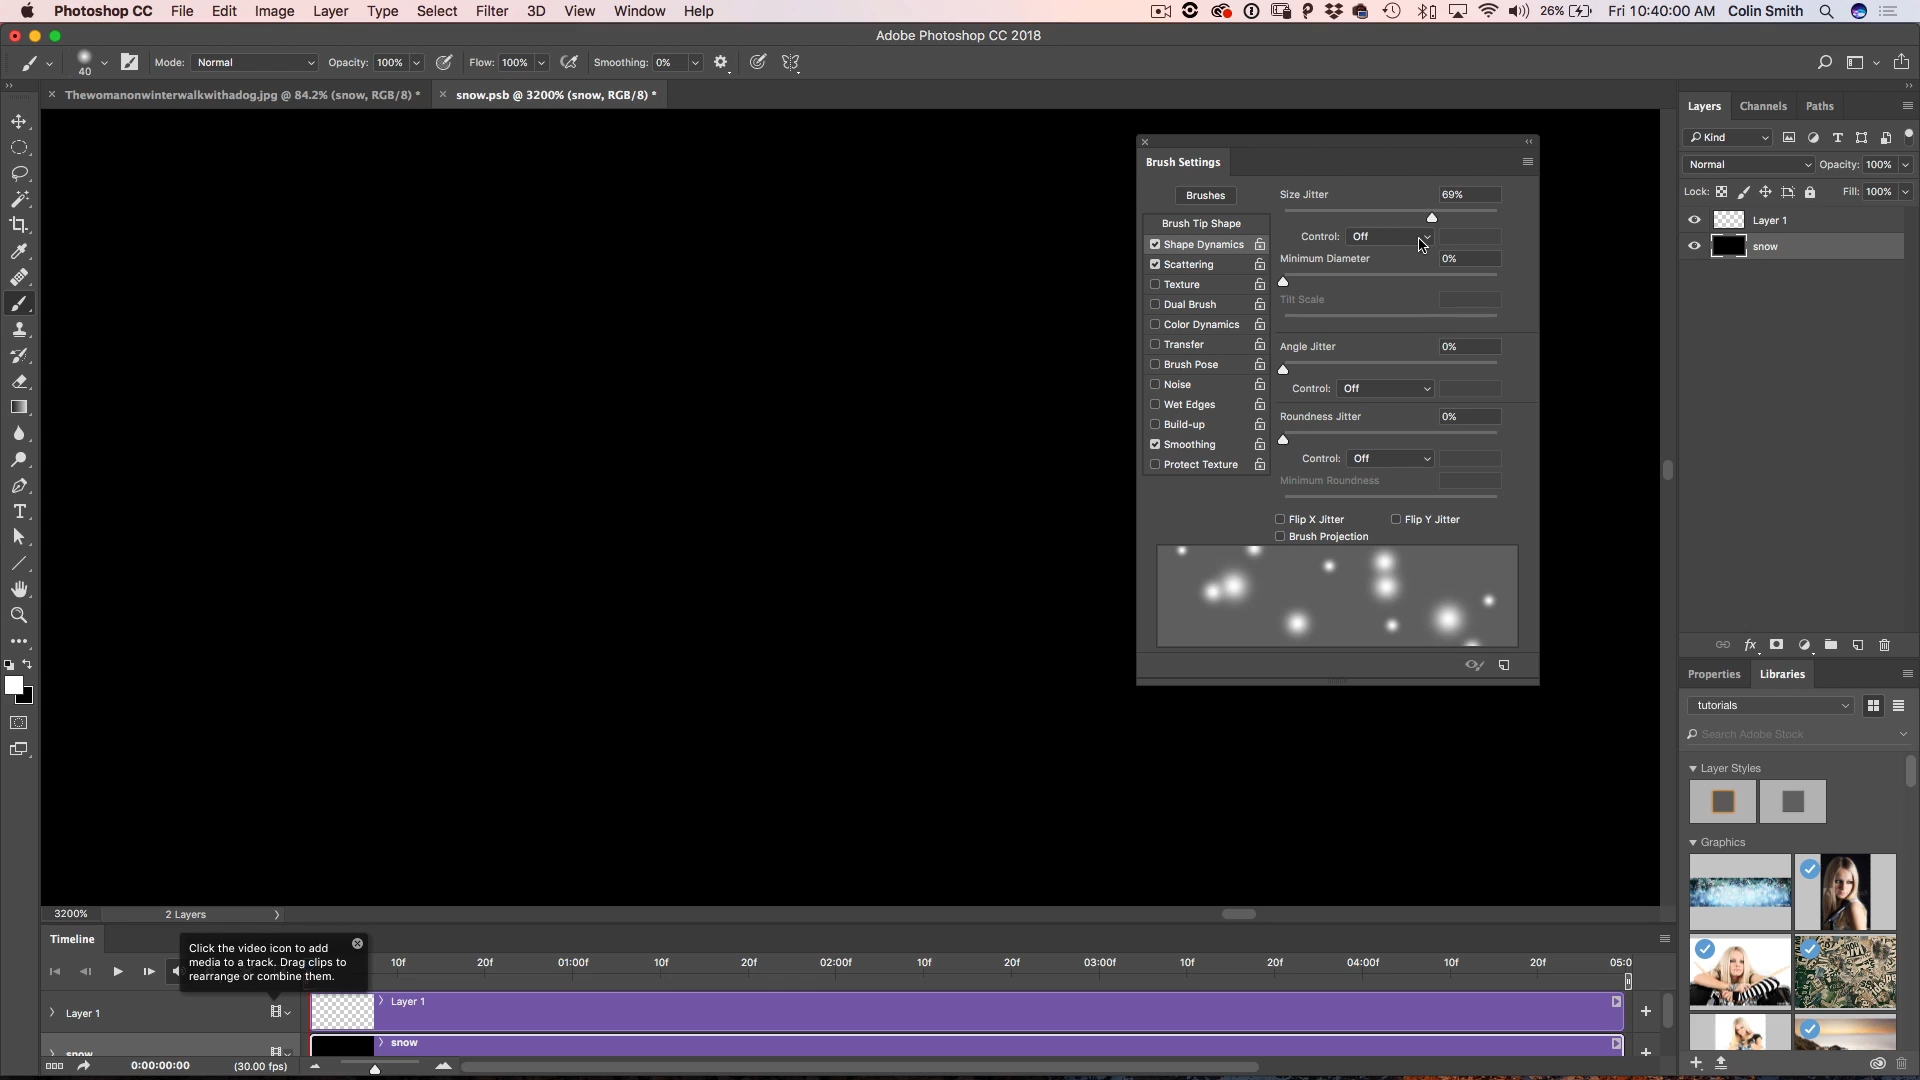 Photoshop CC File Edit Image Layer Type Select Filter 3D View Window Help 26% Fri 10:40:00 AM Colin Smith
Adobe Photoshop CC 2018
40 Mode: Normal Opacity: 100% Flow: 100% Smoothing: 0%
Thewomanonwinterwalkwithadog.jpg @ 84.2% (snow, RGB/8) *
snow.psb @ 3200% (snow, RGB/8) *
Brush Settings
Brushes
Brush Tip Shape
Shape Dynamics
Scattering
Texture
Dual Brush
Color Dynamics
Transfer
Brush Pose
Noise
Wet Edges
Build-up
Smoothing
Protect Texture
Size Jitter 69%
Control: Off
Minimum Diameter 0%
Tilt Scale
Angle Jitter 0%
Control: Off
Roundness Jitter 0%
Control: Off
Minimum Roundness
Flip X Jitter Flip Y Jitter
Brush Projection
Layers Channels Paths
Kind
Normal Opacity: 100%
Lock: Fill: 100%
Layer 1
snow
Properties Libraries
tutorials
Search Adobe Stock
Layer Styles
Graphics
3200% 2 Layers
Timeline
Click the video icon to add
media to a track. Drag clips to
rearrange or combine them.
10f 20f 01:00f 10f 20f 02:00f 10f 20f 03:00f 10f 20f 04:00f 10f 20f 05:0
Layer 1
Layer 1
snow
snow
0:00:00:00 (30.00 fps)